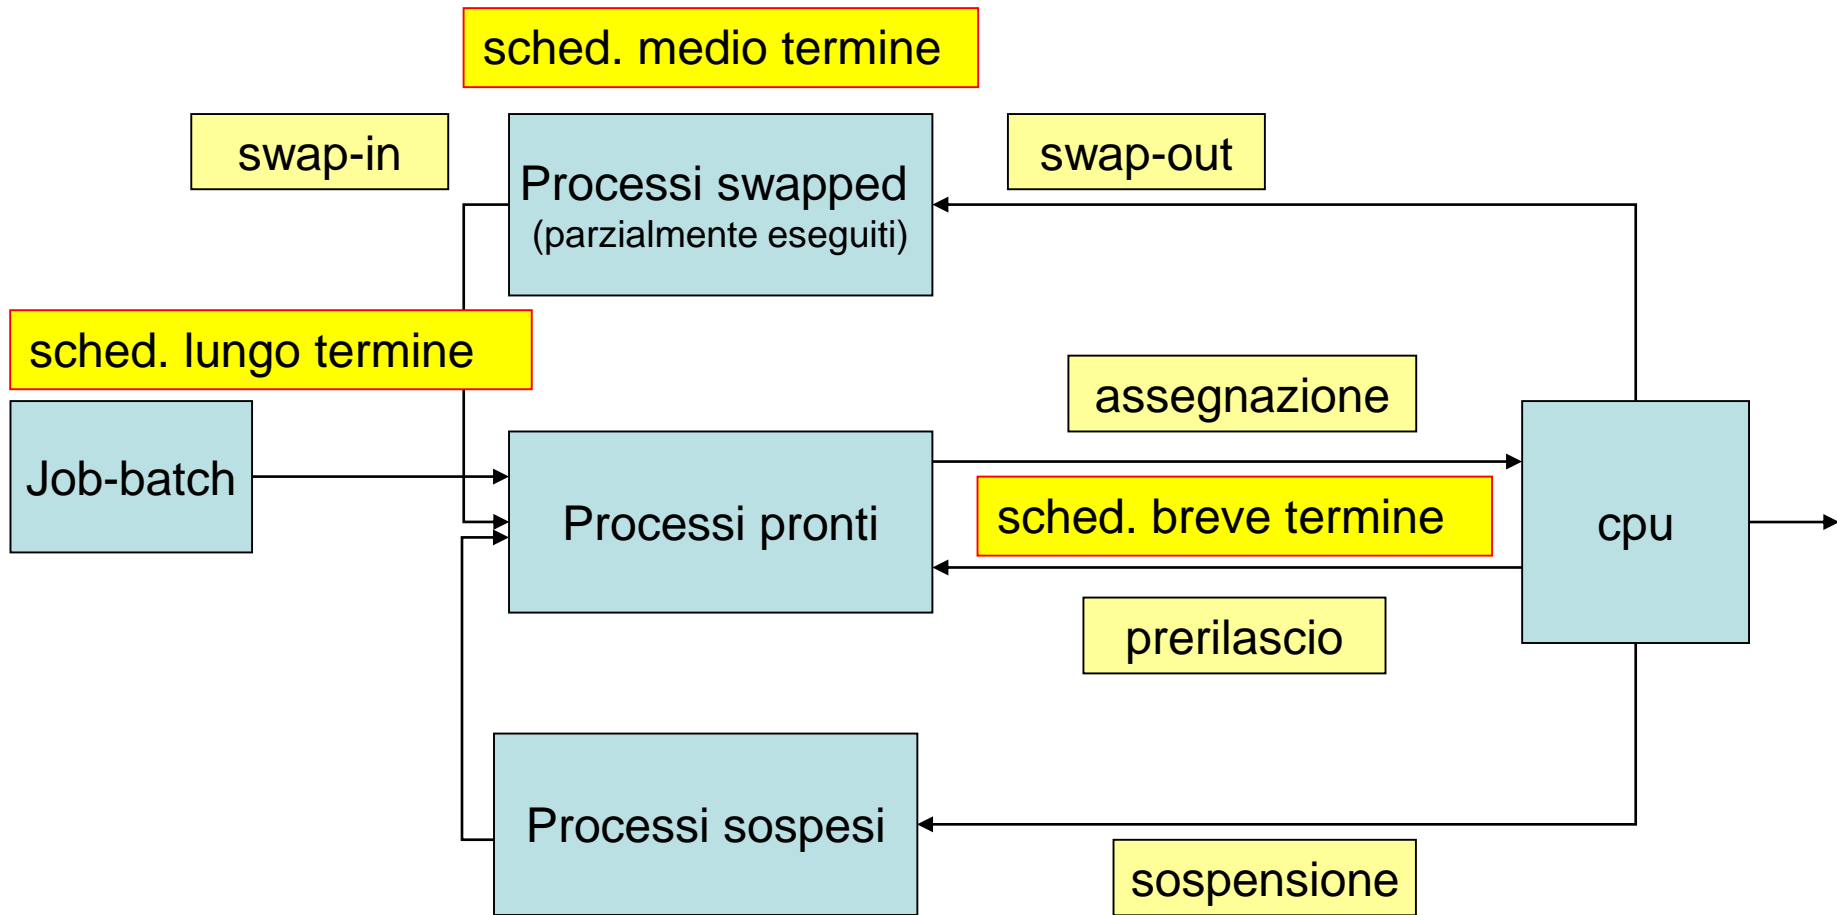 sched. medio termine
swap-in
Processi swapped
(parzialmente eseguiti)
swap-out
sched. lungo termine
assegnazione
Job-batch
Processi pronti
sched. breve termine
cpu
prerilascio
Processi sospesi
sospensione